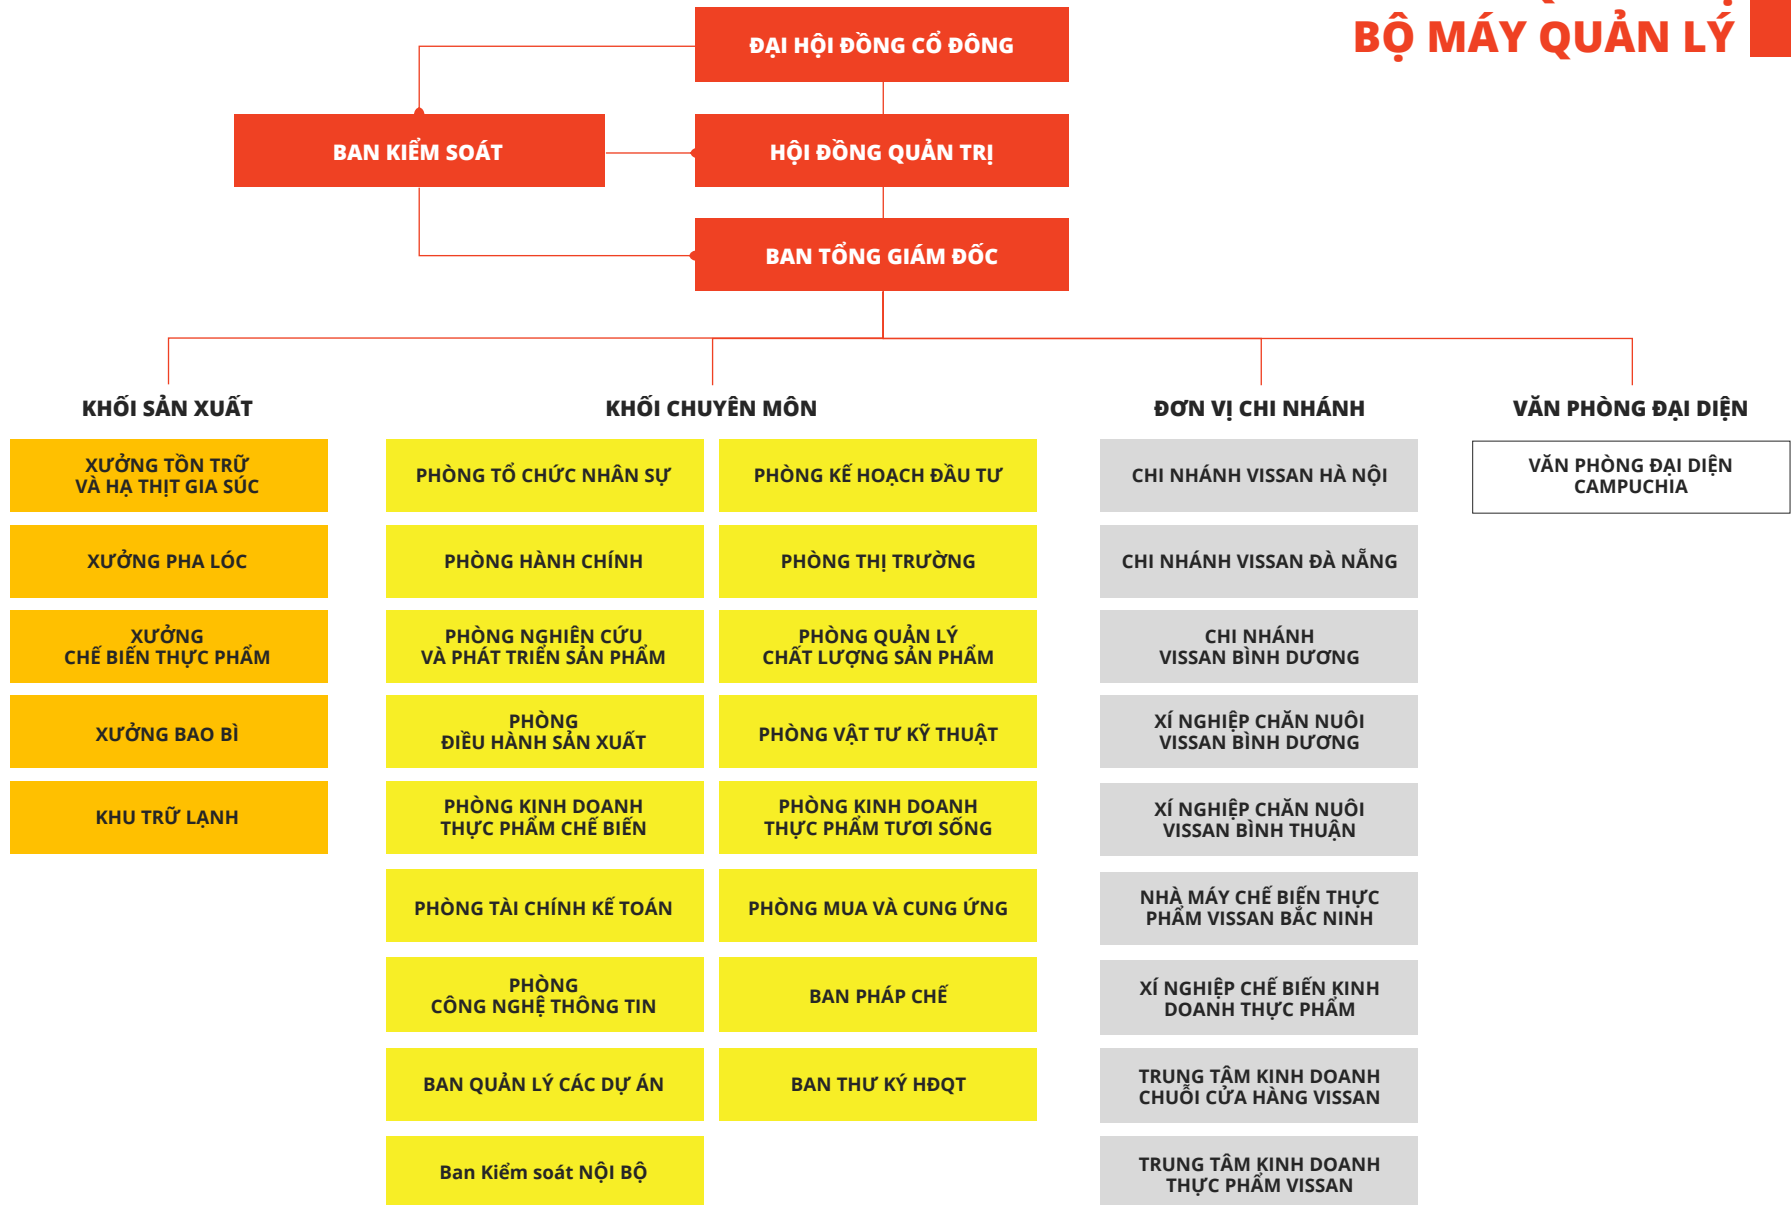 BỘ MÁY QUẢN LÝ
ĐẠI HỘI ĐỒNG CỔ ĐÔNG
BAN KIỂM SOÁT
HỘI ĐỒNG QUẢN TRỊ
BAN TỔNG GIÁM ĐỐC
KHỐI SẢN XUẤT
XƯỞNG TỒN TRỮ
VÀ HẠ THỊT GIA SÚC
XƯỞNG PHA LÓC
XƯỞNG
CHẾ BIẾN THỰC PHẨM
XƯỞNG BAO BÌ
KHU TRỮ LẠNH
KHỐI CHUYÊN MÔN
PHÒNG TỔ CHỨC NHÂN SỰ
PHÒNG KẾ HOẠCH ĐẦU TƯ
PHÒNG HÀNH CHÍNH
PHÒNG THỊ TRƯỜNG
PHÒNG NGHIÊN CỨU
VÀ PHÁT TRIỂN SẢN PHẨM
PHÒNG QUẢN LÝ
CHẤT LƯỢNG SẢN PHẨM
PHÒNG
ĐIỀU HÀNH SẢN XUẤT
PHÒNG VẬT TƯ KỸ THUẬT
PHÒNG KINH DOANH
THỰC PHẨM CHẾ BIẾN
PHÒNG KINH DOANH
THỰC PHẨM TƯƠI SỐNG
PHÒNG TÀI CHÍNH KẾ TOÁN
PHÒNG MUA VÀ CUNG ỨNG
PHÒNG
CÔNG NGHỆ THÔNG TIN
BAN PHÁP CHẾ
BAN QUẢN LÝ CÁC DỰ ÁN
BAN THƯ KÝ HĐQT
Ban Kiểm soát NỘI BỘ
ĐƠN VỊ CHI NHÁNH
CHI NHÁNH VISSAN HÀ NỘI
CHI NHÁNH VISSAN ĐÀ NẴNG
CHI NHÁNH
VISSAN BÌNH DƯƠNG
XÍ NGHIỆP CHĂN NUÔI
VISSAN BÌNH DƯƠNG
XÍ NGHIỆP CHĂN NUÔI
VISSAN BÌNH THUẬN
NHÀ MÁY CHẾ BIẾN THỰC
PHẨM VISSAN BẮC NINH
XÍ NGHIỆP CHẾ BIẾN KINH
DOANH THỰC PHẨM
TRUNG TÂM KINH DOANH
CHUỖI CỬA HÀNG VISSAN
TRUNG TÂM KINH DOANH
THỰC PHẨM VISSAN
VĂN PHÒNG ĐẠI DIỆN
VĂN PHÒNG ĐẠI DIỆN
CAMPUCHIA